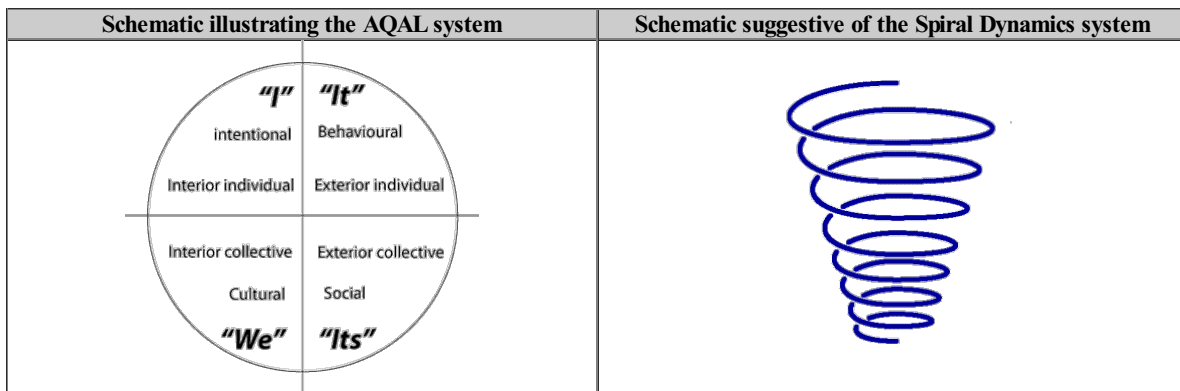 Schematic illustrating the AQAL system
Schematic suggestive of the Spiral Dynamics system
“I” “It”
intentional Behavioural
Interior individual Exterior individual
Interior collective Exterior collective
Cultural Social
“We” “Its”